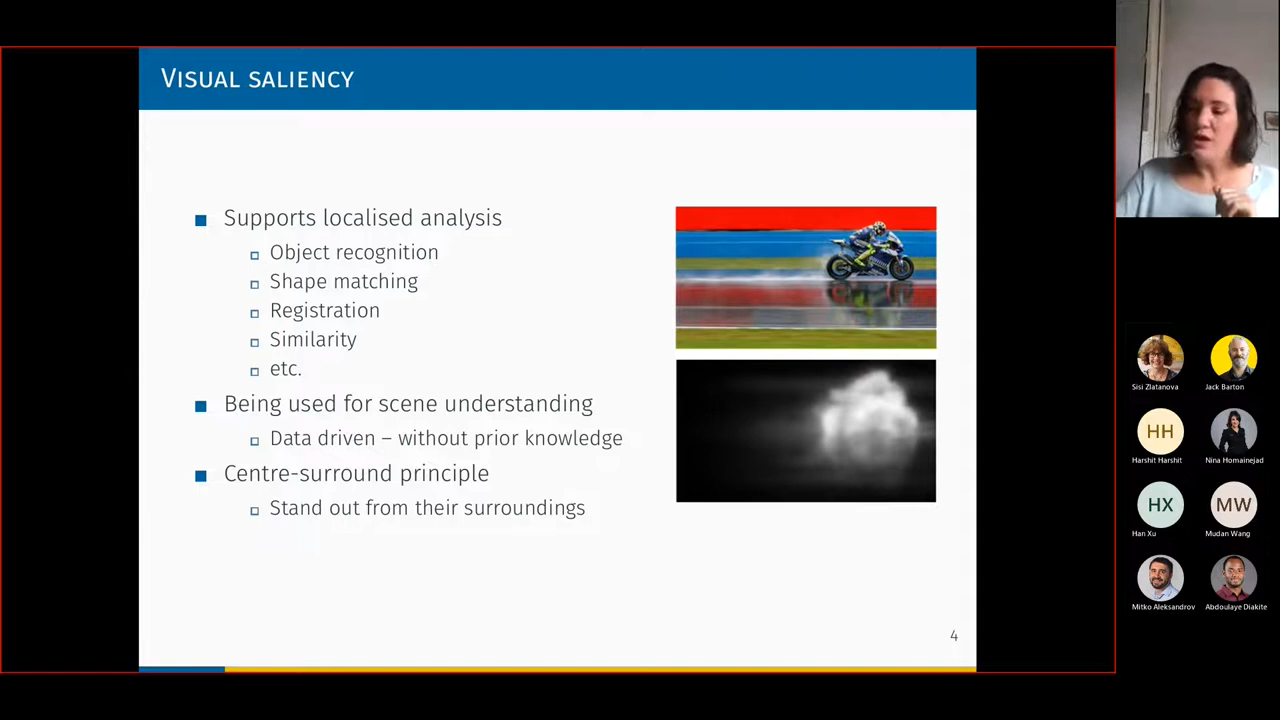 Visual saliency
Supports localised analysis
Object recognition
Shape matching
Registration
Similarity
etc.
Being used for scene understanding
Data driven – without prior knowledge
Centre-surround principle
Stand out from their surroundings
4
Sisi Zlatanova
Jack Barton
HH
Harshit Harshit
Nina Homainejad
HX
Han Xu
MW
Mudan Wang
Mitko Aleksandrov
Abdoulaye Diakite